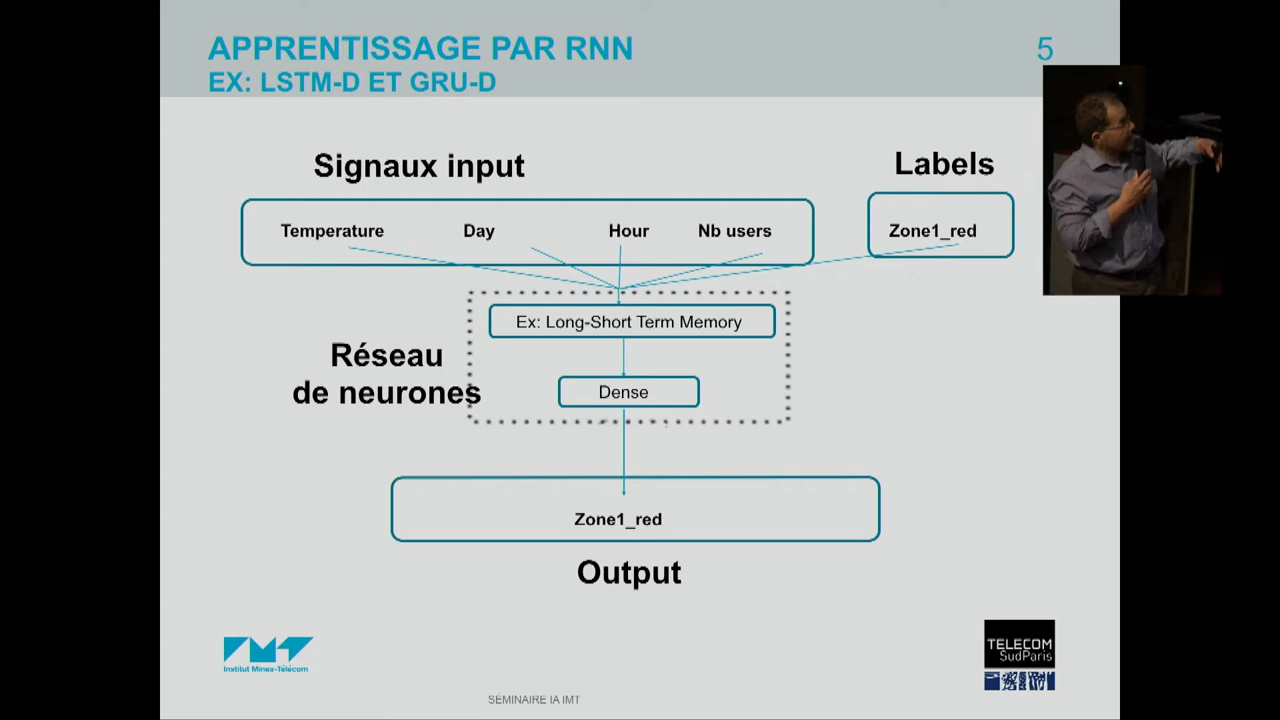 APPRENTISSAGE PAR RNN
5
EX: LSTM-D ET GRU-D
Signaux input
Labels
Temperature Day Hour Nb users
Zone1_red
Ex: Long-Short Term Memory
Réseau
de neurones
Dense
Zone1_red
Output
Institut Mines-Télécom
TELECOM
SudParis
SÉMINAIRE IA IMT